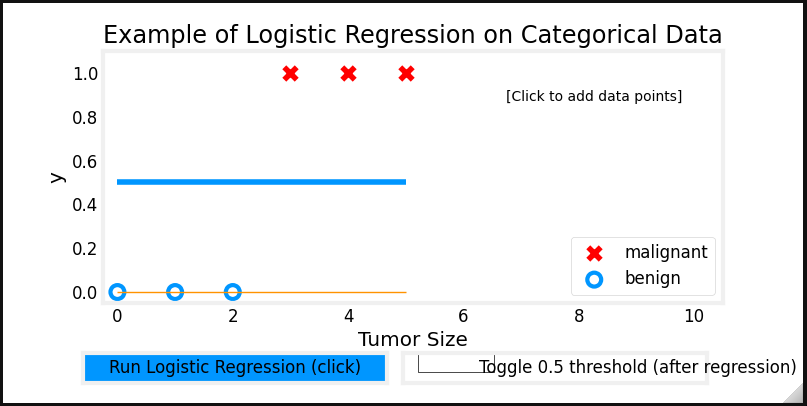 Example of Logistic Regression on Categorical Data
1.0
[Click to add data points]
0.8
0.6
y
0.4
0.2
0.0
malignant
benign
0 2 4 6 8 10
Tumor Size
Run Logistic Regression (click)
Toggle 0.5 threshold (after regression)